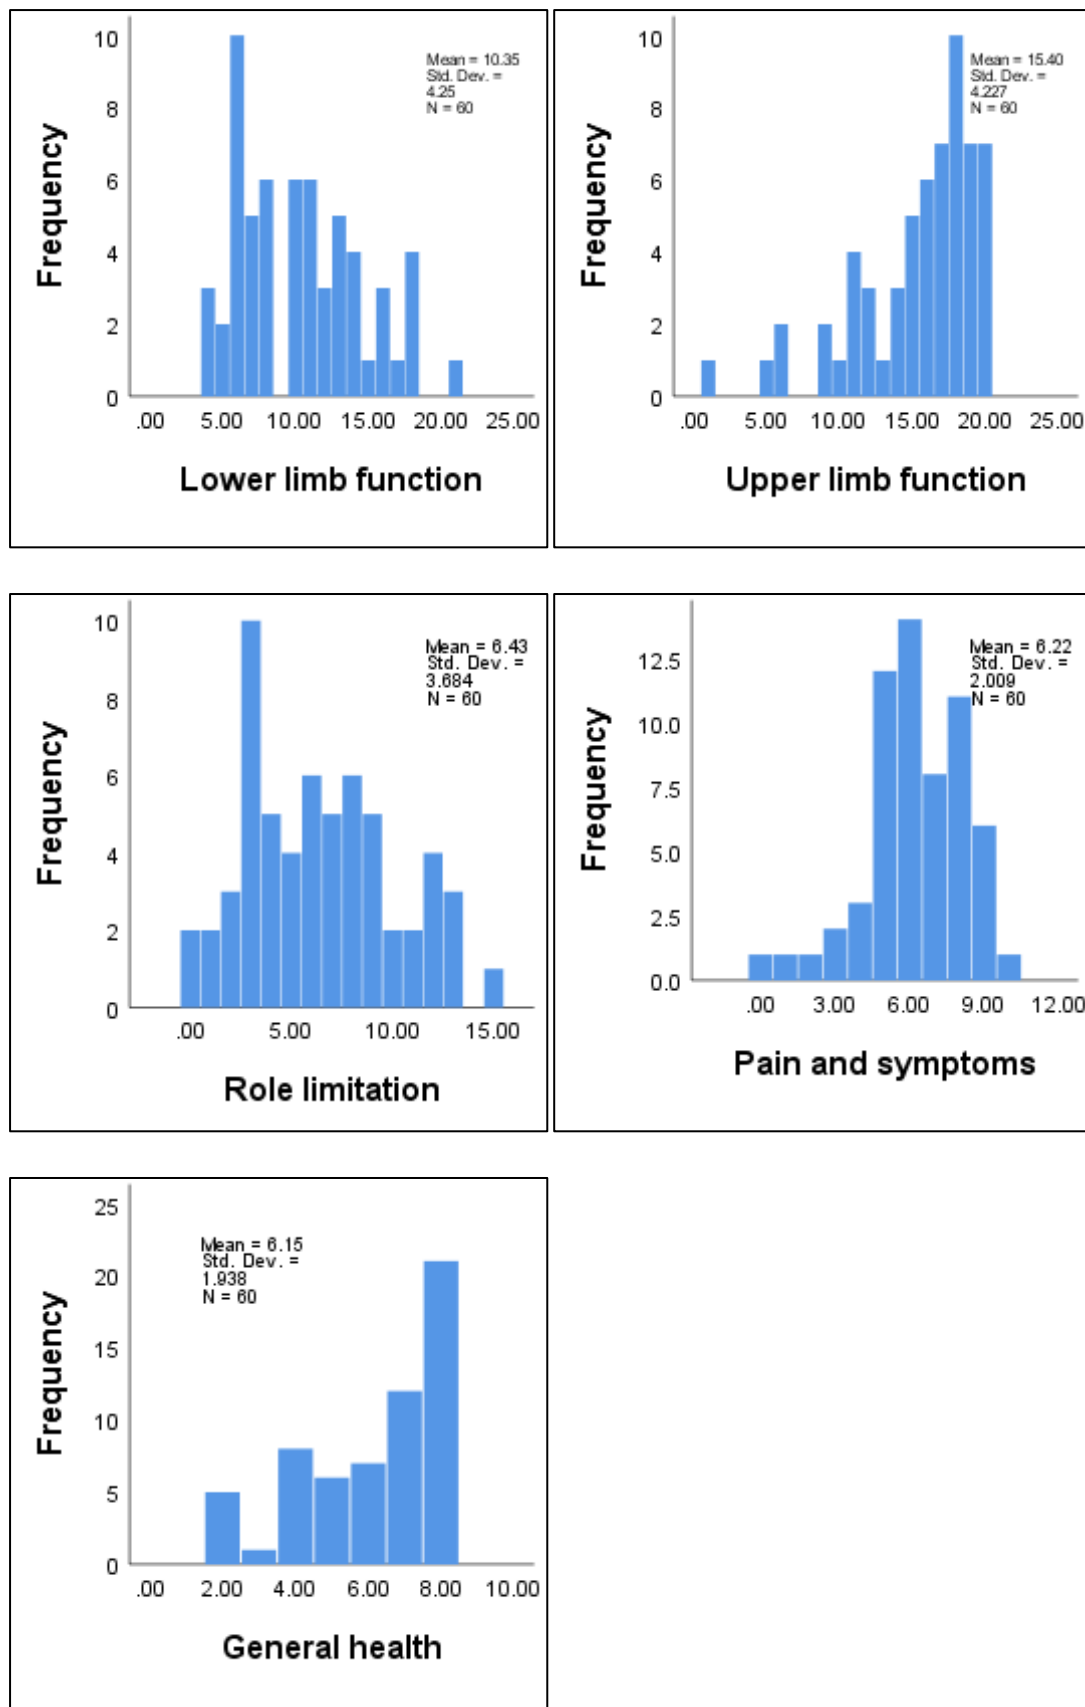 10
8
6
4
2
0
Frequency
Mean = 10.35
Std. Dev. =
4.25
N = 60
.00 5.00 10.00 15.00 20.00 25.00
Lower limb function
10
8
6
4
2
0
Frequency
Mean = 15.40
Std. Dev. =
4.227
N = 60
.00 5.00 10.00 15.00 20.00 25.00
Upper limb function
10
8
6
4
2
0
Frequency
Mean = 6.43
Std. Dev. =
3.684
N = 60
.00 5.00 10.00 15.00
Role limitation
12.5
10.0
7.5
5.0
2.5
0.0
Frequency
Mean = 6.22
Std. Dev. =
2.009
N = 60
.00 3.00 6.00 9.00 12.00
Pain and symptoms
25
20
15
10
5
0
Frequency
Mean = 6.15
Std. Dev. =
1.938
N = 60
.00 2.00 4.00 6.00 8.00 10.00
General health